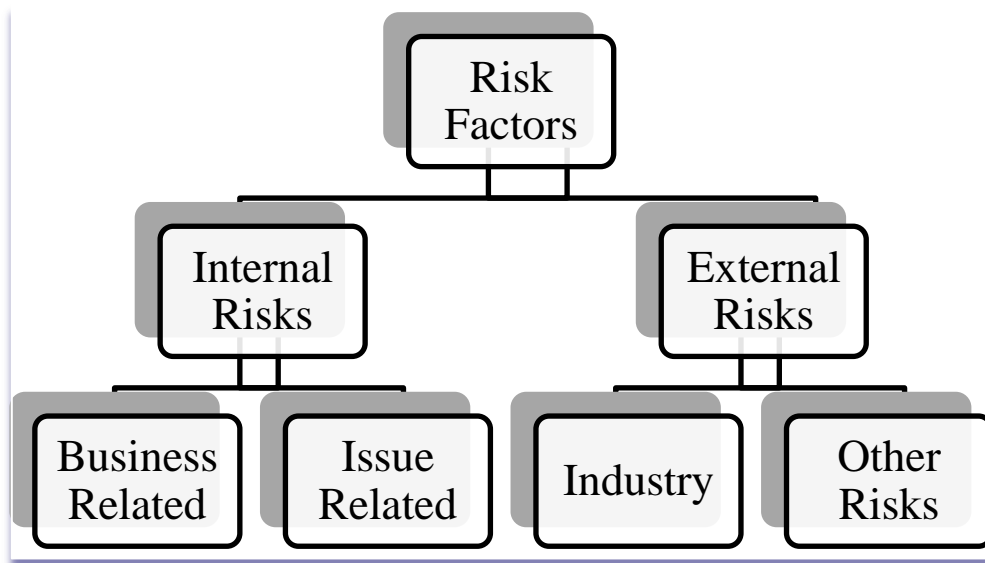 Risk
Factors
Internal
Risks
External
Risks
Business
Related
Issue
Related
Industry
Other
Risks